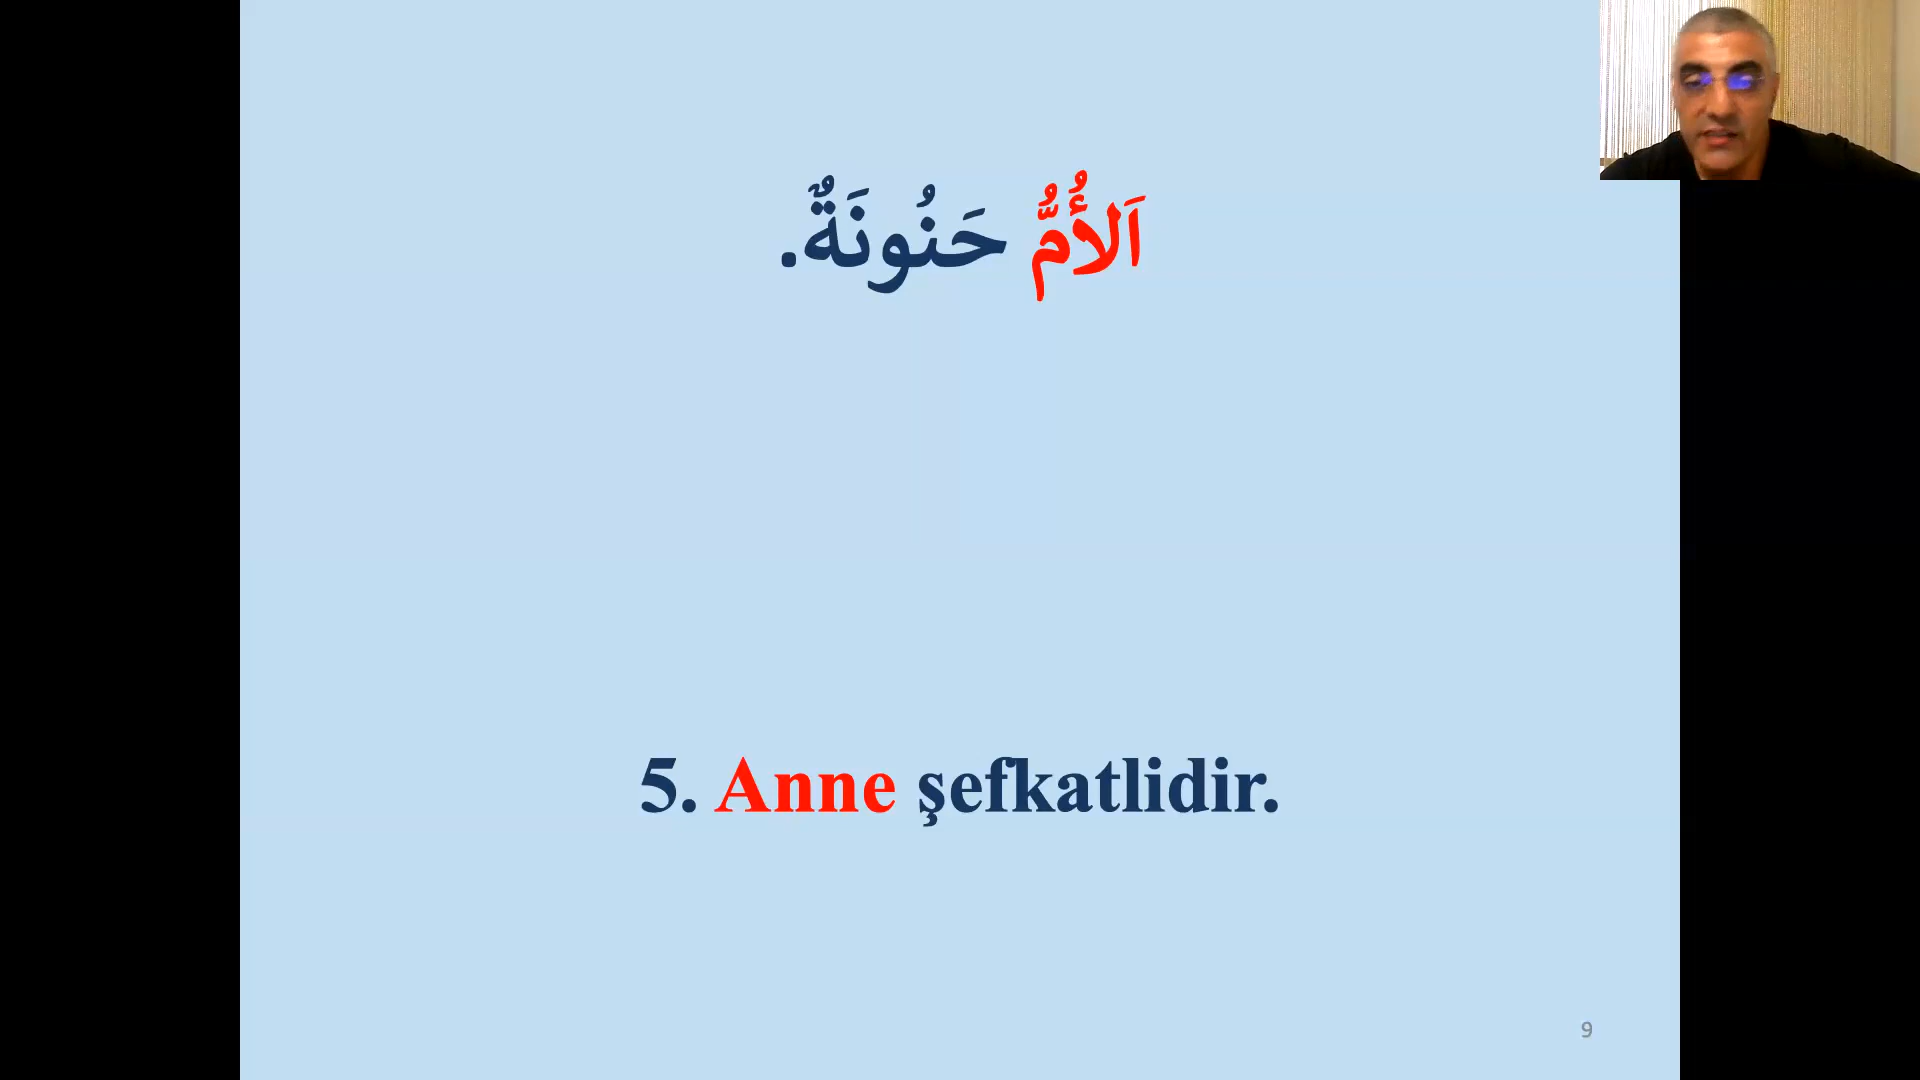 اَلأُمُّ حَنُونَةٌ.
5. Anne şefkatlidir.
9